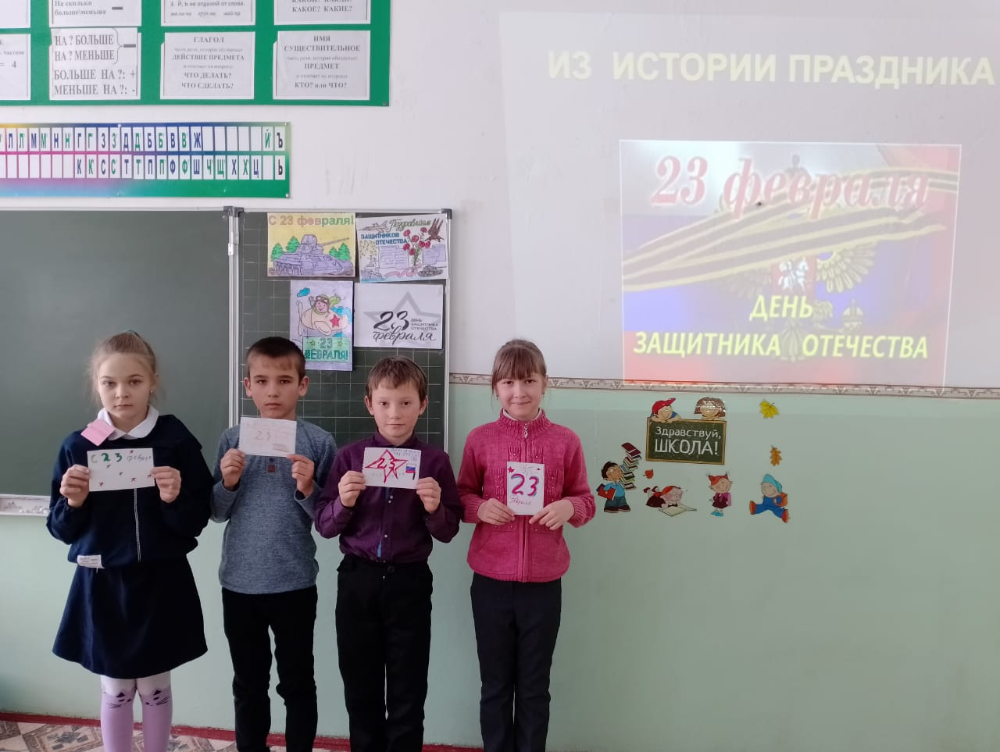 На сколько
больше\меньше
З, Й, Ь не отделяй от слова.
КАКОЕ? КАКИЕ?
= 4
НА ? БОЛЬШЕ
НА ? МЕНЬШЕ
БОЛЬШЕ НА ?: +
МЕНЬШЕ НА ?: -
ГЛАГОЛ
часть речи, которая обозначает
ДЕЙСТВИЕ ПРЕДМЕТА
и отвечает на вопросы:
ЧТО ДЕЛАТЬ?
ЧТО СДЕЛАТЬ?
ИМЯ
СУЩЕСТВИТЕЛЬНОЕ
часть речи, которая обозначает
ПРЕДМЕТ
и отвечает на вопросы
КТО? или ЧТО?
Л Л' М М' Н Н' Г Г' З З' Д Д' Б Б' В В' Ж Й' Ъ
К К' С С' Т Т' П П' Ф Ф' Ш Ч' Щ' Х Х' Ц Ь
ИЗ ИСТОРИИ ПРАЗДНИКА
23 февраля
ДЕНЬ
ЗАЩИТНИКА ОТЕЧЕСТВА
С 23 февраля!
Поздравляем
ЗАЩИТНИКОВ
ОТЕЧЕСТВА
23
ФЕВРАЛЯ!
23
февраля
ДЕНЬ
ЗАЩИТНИКА
ОТЕЧЕСТВА
С 23 февраля
23
23
23
февраля
Здравствуй,
ШКОЛА!